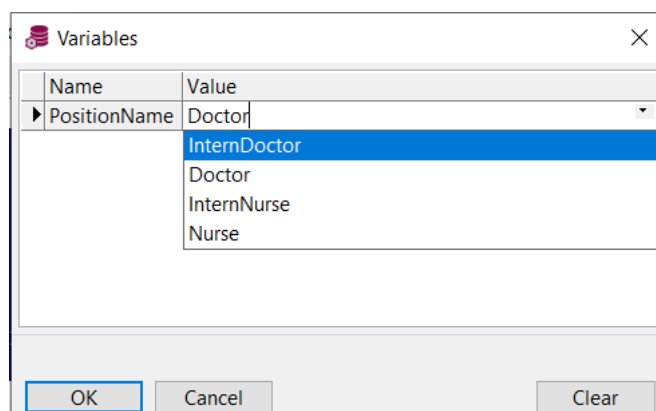 Variables
Name Value
PositionName Doctor
InternDoctor
Doctor
InternNurse
Nurse
OK Cancel Clear